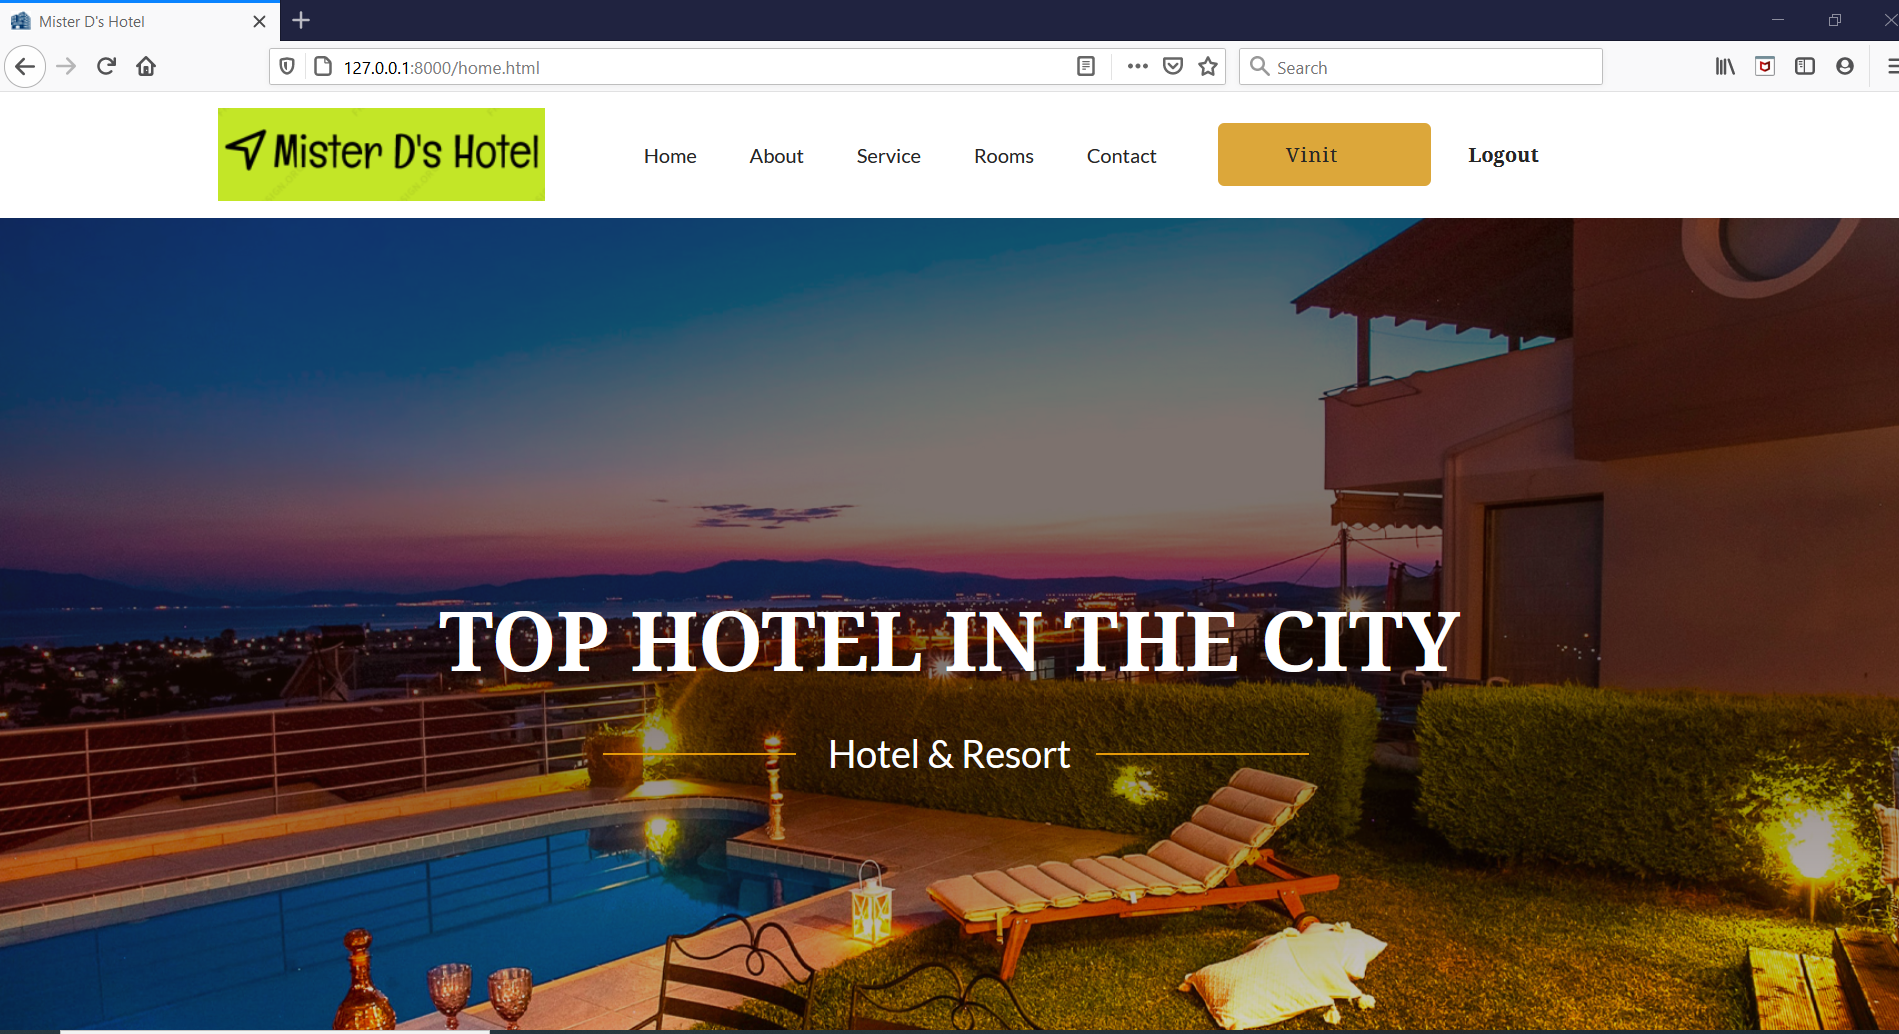 Mister D's Hotel
127.0.0.1:8000/home.html
Search
Mister D's Hotel
Home
About
Service
Rooms
Contact
Vinit
Logout
TOP HOTEL IN THE CITY
Hotel & Resort